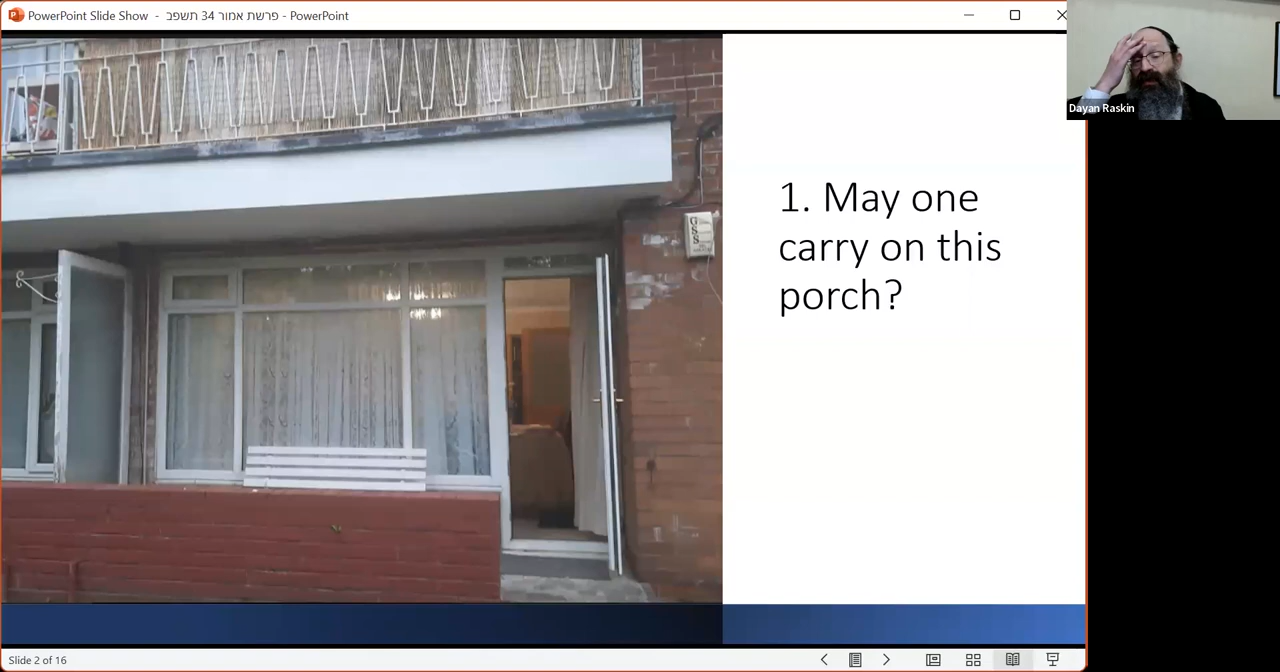 PowerPoint Slide Show - פרשת אמור 34 תשפב - PowerPoint
Dayan Raskin
1. May one
carry on this
porch?
GSS
Slide 2 of 16